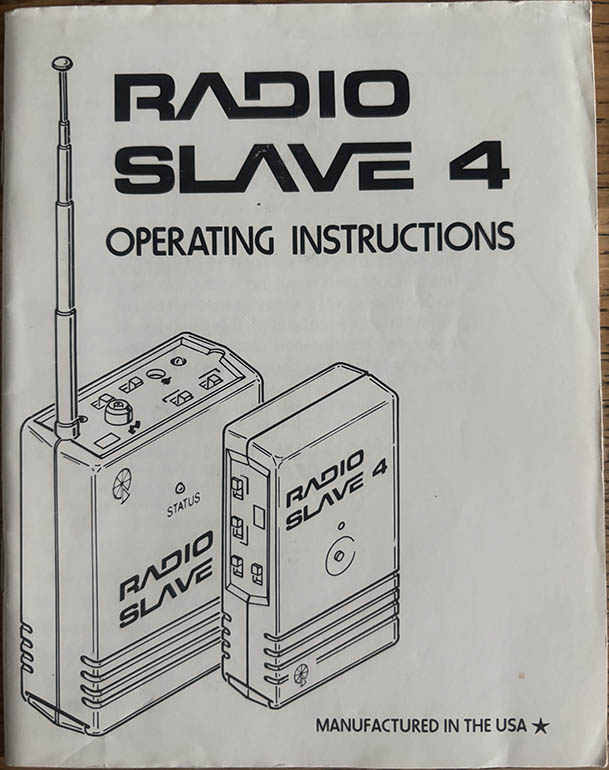 RADIO
SLAVE 4
OPERATING INSTRUCTIONS
STATUS
RADIO
SLAVE
RADIO
SLAVE 4
MANUFACTURED IN THE USA